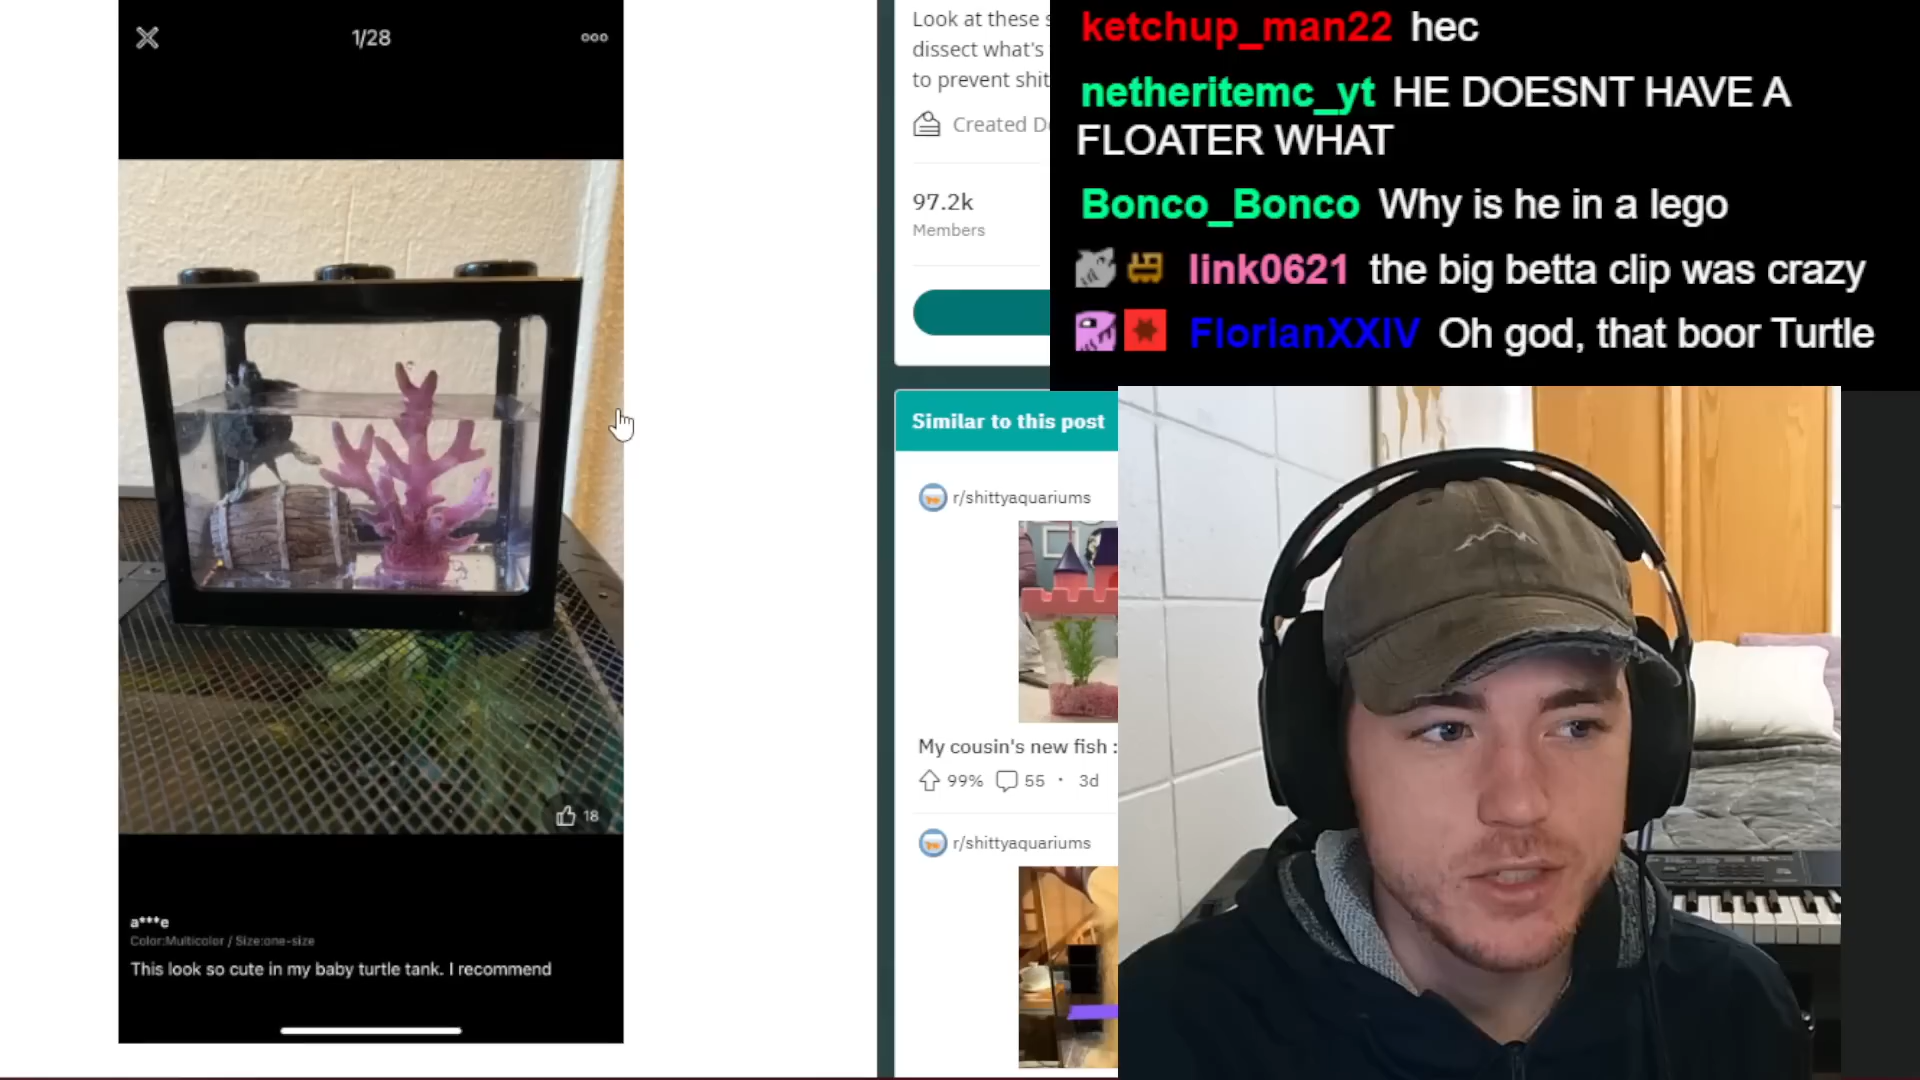 1/28
ooo
18
a***e
Color:Multicolor / Size:one-size
This look so cute in my baby turtle tank. I recommend
Look at these s
dissect what's
to prevent shit
Created D
97.2k
Members
Similar to this post
r/shittyaquariums
My cousin's new fish :
99% 55 · 3d
r/shittyaquariums
ketchup_man22 hec
netheritemc_yt HE DOESNT HAVE A
FLOATER WHAT
Bonco_Bonco Why is he in a lego
link0621 the big betta clip was crazy
FlorianXXIV Oh god, that boor Turtle